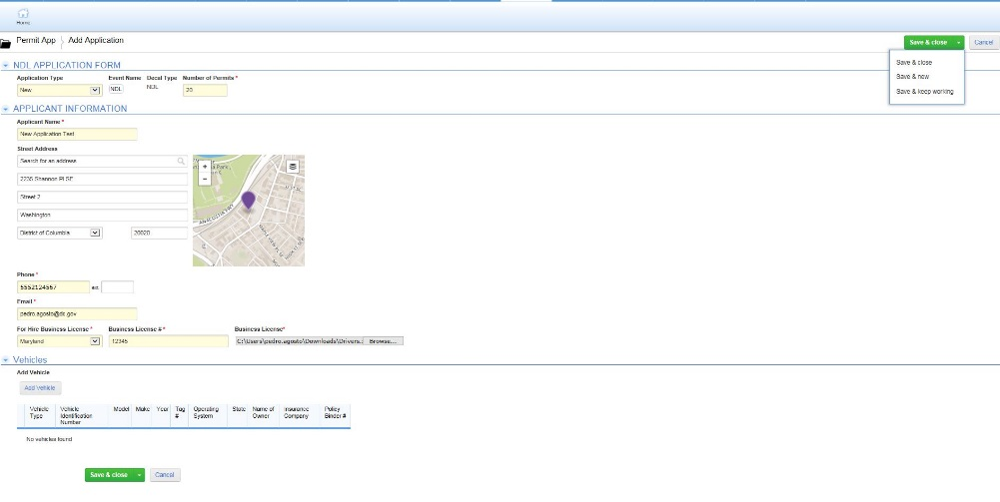 Home
Permit App Add Application
Save & close Cancel
Save & close
Save & new
Save & keep working
NDL APPLICATION FORM
Application Type Event Name Decal Type Number of Permits *
New NDL NDL 20
APPLICANT INFORMATION
Applicant Name *
New Application Test
Street Address
Search for an address
2235 Shannon Pl SE
Street 2
Washington
District of Columbia 20020
+
−
Phone *
5552124567
Email *
pedro.agosto@dc.gov
For Hire Business License * Business License # * Business License*
Maryland 12345 C:\Users\pedro.agosto\Downloads\Drivers.l Browse...
Vehicles
Add Vehicle
Add Vehicle
Vehicle Type Vehicle Identification Number Model Make Year Tag # Operating System State Name of Owner Insurance Company Policy Binder #
No vehicles found
Save & close Cancel